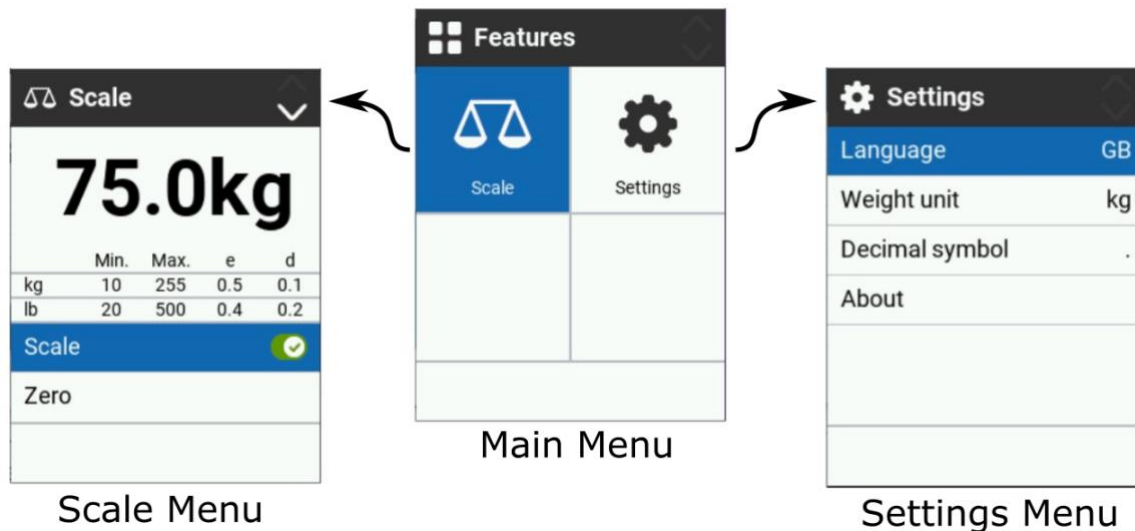 Scale
75.0kg
Min. Max. e d
kg 10 255 0.5 0.1
lb 20 500 0.4 0.2
Scale
Zero
Scale Menu
Features
Scale Settings
Main Menu
Settings
Language GB
Weight unit kg
Decimal symbol .
About
Settings Menu